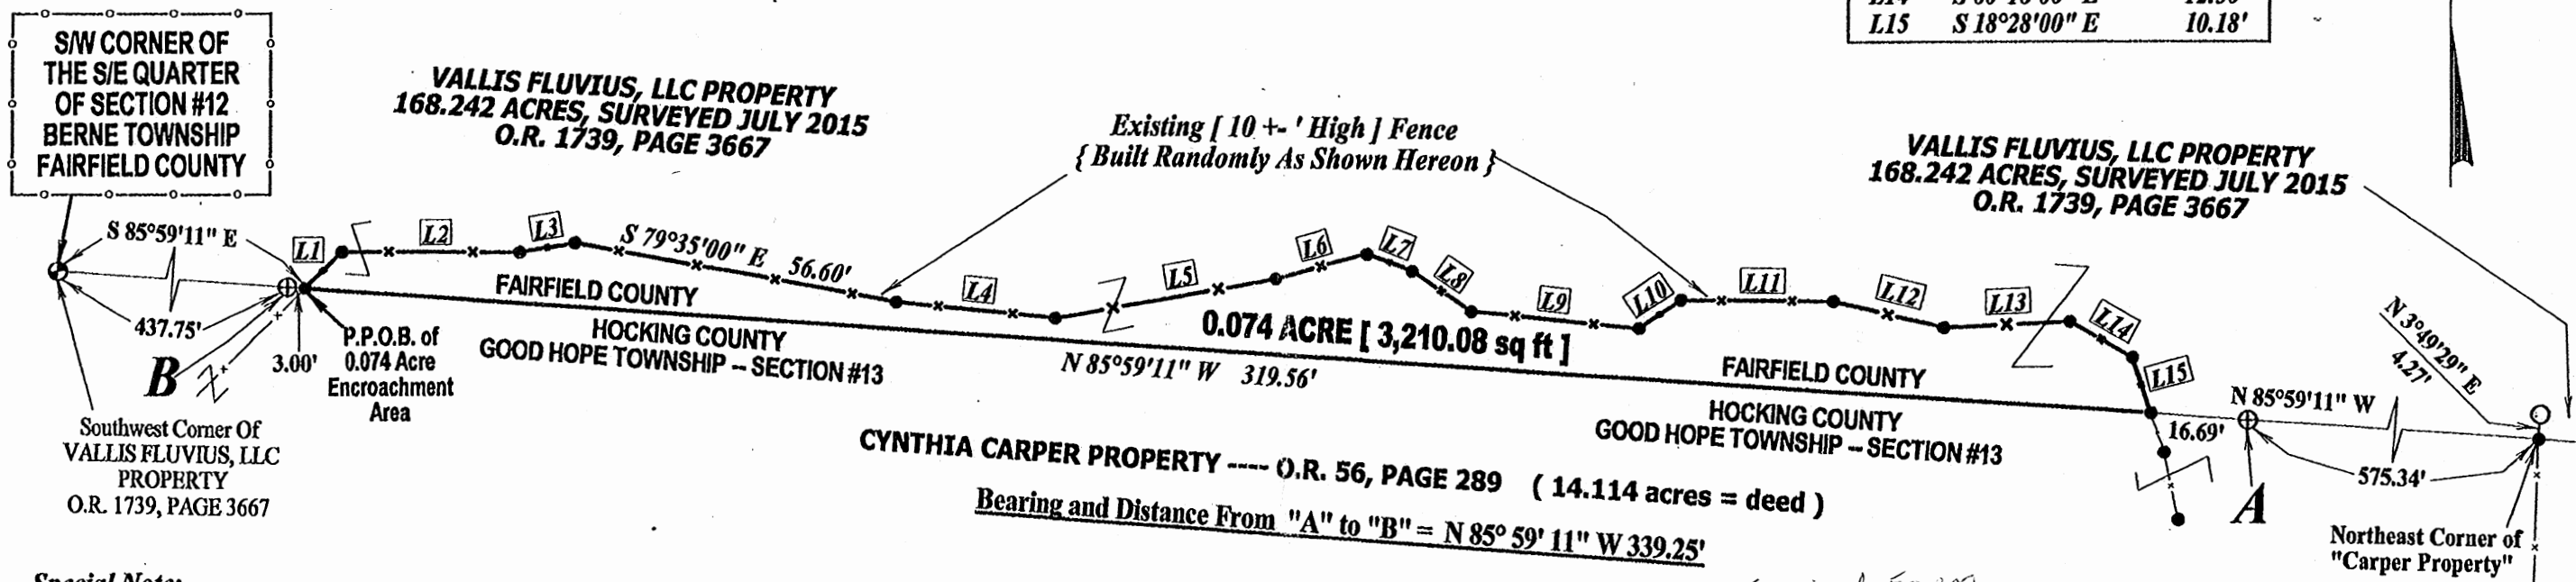 S/W CORNER OF
THE S/E QUARTER
OF SECTION #12
BERNE TOWNSHIP
FAIRFIELD COUNTY
VALLIS FLUVIUS, LLC PROPERTY
168.242 ACRES, SURVEYED JULY 2015
O.R. 1739, PAGE 3667
Existing [ 10 +- ' High ] Fence
{ Built Randomly As Shown Hereon }
L15 S 18°28'00" E 10.18'
VALLIS FLUVIUS, LLC PROPERTY
168.242 ACRES, SURVEYED JULY 2015
O.R. 1739, PAGE 3667
S 85°59'11" E
L1
L2
L3
S 79°35'00" E 56.60'
L4
L5
L6
L7
L8
L9
L10
L11
L12
L13
L14
L15
N 3°49'29" E
4.27'
437.75'
B
3.00'
P.P.O.B. of
0.074 Acre
Encroachment
Area
FAIRFIELD COUNTY
HOCKING COUNTY
GOOD HOPE TOWNSHIP -- SECTION #13
0.074 ACRE [ 3,210.08 sq ft ]
N 85°59'11" W 319.56'
FAIRFIELD COUNTY
HOCKING COUNTY
GOOD HOPE TOWNSHIP -- SECTION #13
N 85°59'11" W
16.69'
575.34'
A
Southwest Corner Of
VALLIS FLUVIUS, LLC
PROPERTY
O.R. 1739, PAGE 3667
CYNTHIA CARPER PROPERTY ---- O.R. 56, PAGE 289 ( 14.114 acres = deed )
Bearing and Distance From "A" to "B" = N 85° 59' 11" W 339.25'
Northeast Corner of
"Carper Property"